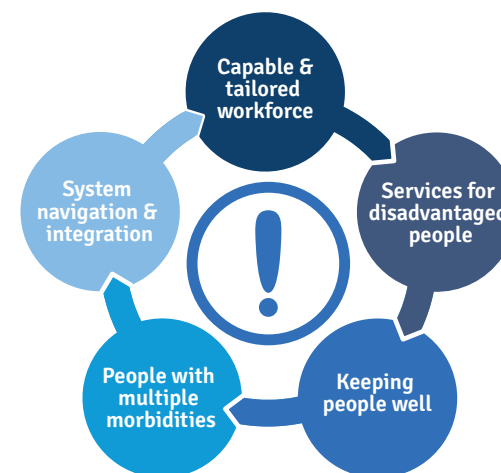 Capable &
tailored
workforce
Services for
disadvantaged
people
Keeping
people well
People with
multiple
morbidities
System
navigation &
integration
!